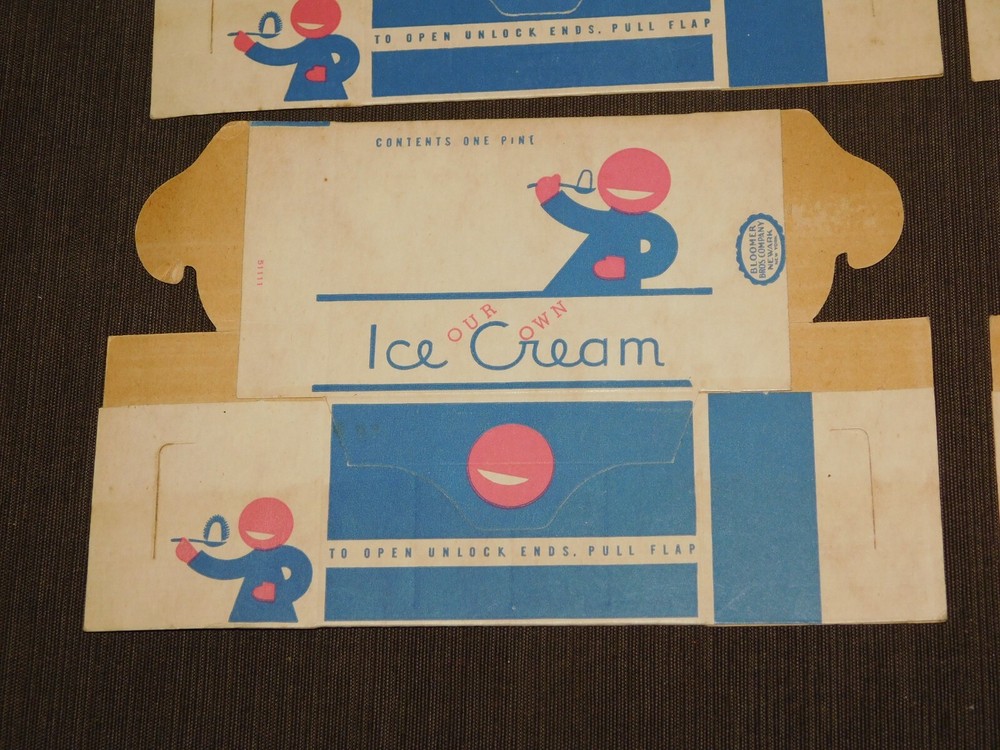 TO OPEN UNLOCK ENDS. PULL FLAP
CONTENTS ONE PINT
BLOOMER
BROS. COMPANY
NEWARK
NEW YORK
51111
OUR OWN
Ice Cream
TO OPEN UNLOCK ENDS. PULL FLAP